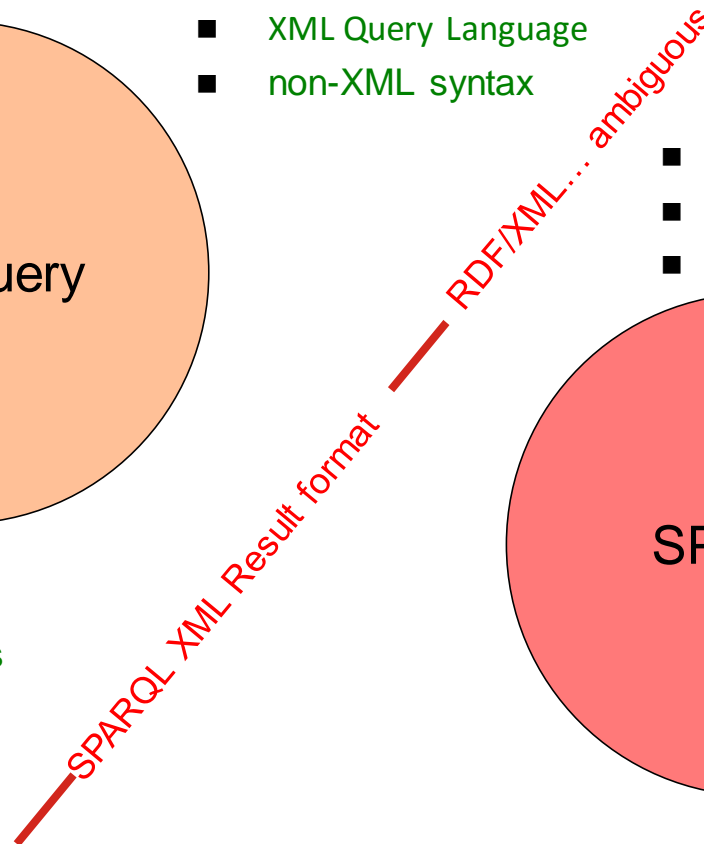 XML Query Language
non-XML syntax
RDF/XML... ambiguous
uery
SPARQL XML Result format
SP
s